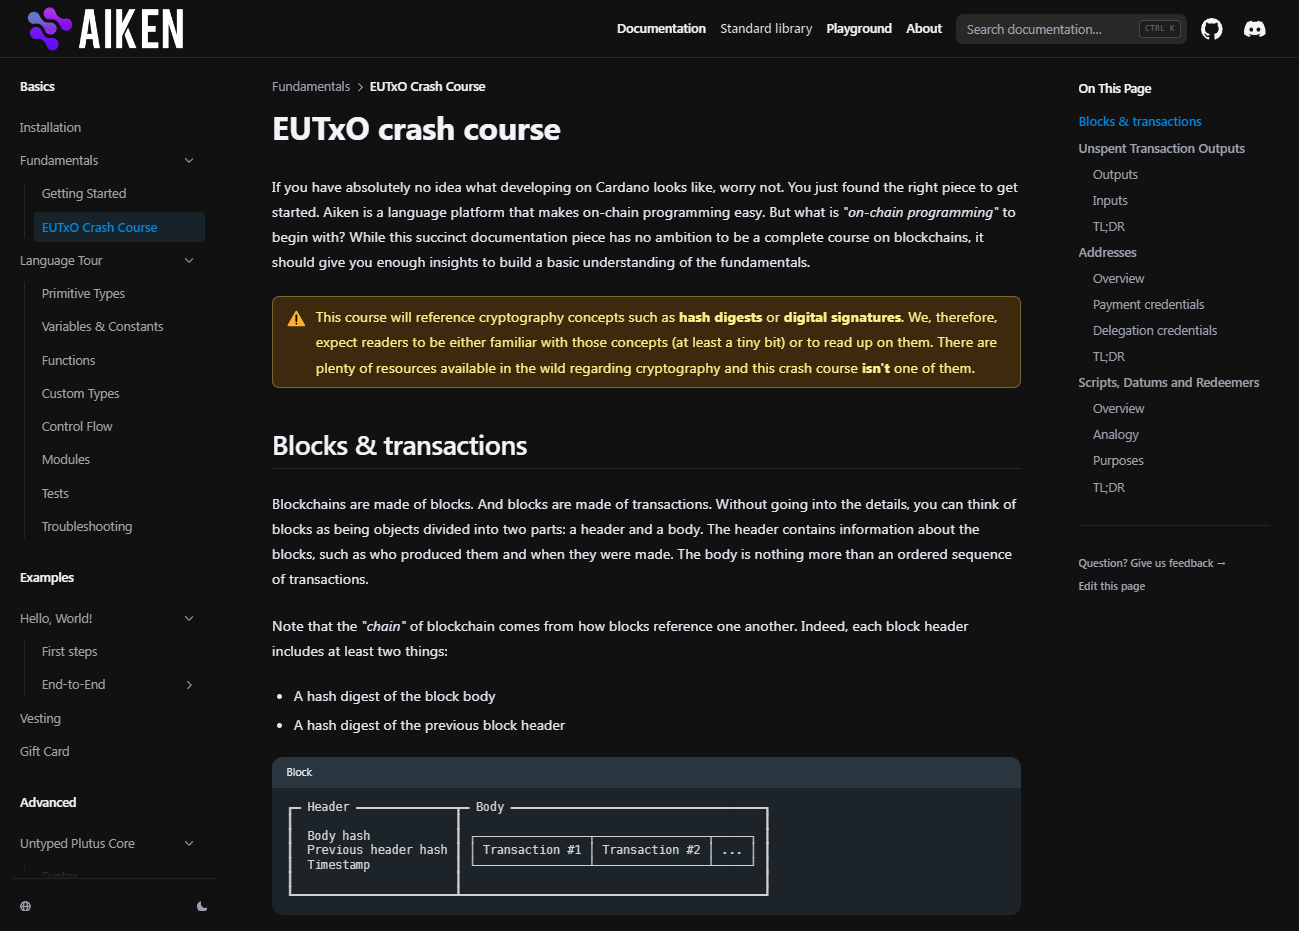 AIKEN
Documentation
Standard library
Playground
About
Search documentation...
CTRL K
Basics
Installation
Fundamentals
Getting Started
EUTxO Crash Course
Language Tour
Primitive Types
Variables & Constants
Functions
Custom Types
Control Flow
Modules
Tests
Troubleshooting
Examples
Hello, World!
First steps
End-to-End
Vesting
Gift Card
Advanced
Untyped Plutus Core
Syntax
Fundamentals
EUTxO Crash Course
EUTxO crash course
If you have absolutely no idea what developing on Cardano looks like, worry not. You just found the right piece to get
started. Aiken is a language platform that makes on-chain programming easy. But what is "on-chain programming" to
begin with? While this succinct documentation piece has no ambition to be a complete course on blockchains, it
should give you enough insights to build a basic understanding of the fundamentals.
This course will reference cryptography concepts such as hash digests or digital signatures. We, therefore,
expect readers to be either familiar with those concepts (at least a tiny bit) or to read up on them. There are
plenty of resources available in the wild regarding cryptography and this crash course isn't one of them.
Blocks & transactions
Blockchains are made of blocks. And blocks are made of transactions. Without going into the details, you can think of
blocks as being objects divided into two parts: a header and a body. The header contains information about the
blocks, such as who produced them and when they were made. The body is nothing more than an ordered sequence
of transactions.
Note that the "chain" of blockchain comes from how blocks reference one another. Indeed, each block header
includes at least two things:
A hash digest of the block body
A hash digest of the previous block header
Block
Header
Body
Body hash
Previous header hash
Timestamp
Transaction #1
Transaction #2
...
On This Page
Blocks & transactions
Unspent Transaction Outputs
Outputs
Inputs
TL;DR
Addresses
Overview
Payment credentials
Delegation credentials
TL;DR
Scripts, Datums and Redeemers
Overview
Analogy
Purposes
TL;DR
Question? Give us feedback →
Edit this page